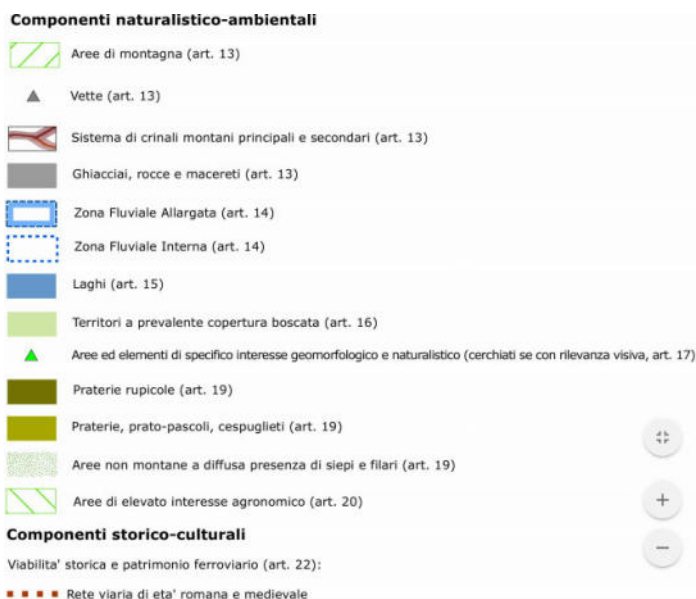 Componenti naturalistico-ambientali
Aree di montagna (art. 13)
Vette (art. 13)
Sistema di crinali montani principali e secondari (art. 13)
Ghiacciai, rocce e macereti (art. 13)
Zona Fluviale Allargata (art. 14)
Zona Fluviale Interna (art. 14)
Laghi (art. 15)
Territori a prevalente copertura boscata (art. 16)
Aree ed elementi di specifico interesse geomorfologico e naturalistico (cerchiati se con rilevanza visiva, art. 17)
Praterie rupicole (art. 19)
Praterie, prato-pascoli, cespuglieti (art. 19)
Aree non montane a diffusa presenza di siepi e filari (art. 19)
Aree di elevato interesse agronomico (art. 20)
Componenti storico-culturali
Viabilita' storica e patrimonio ferroviario (art. 22):
Rete viaria di eta' romana e medievale